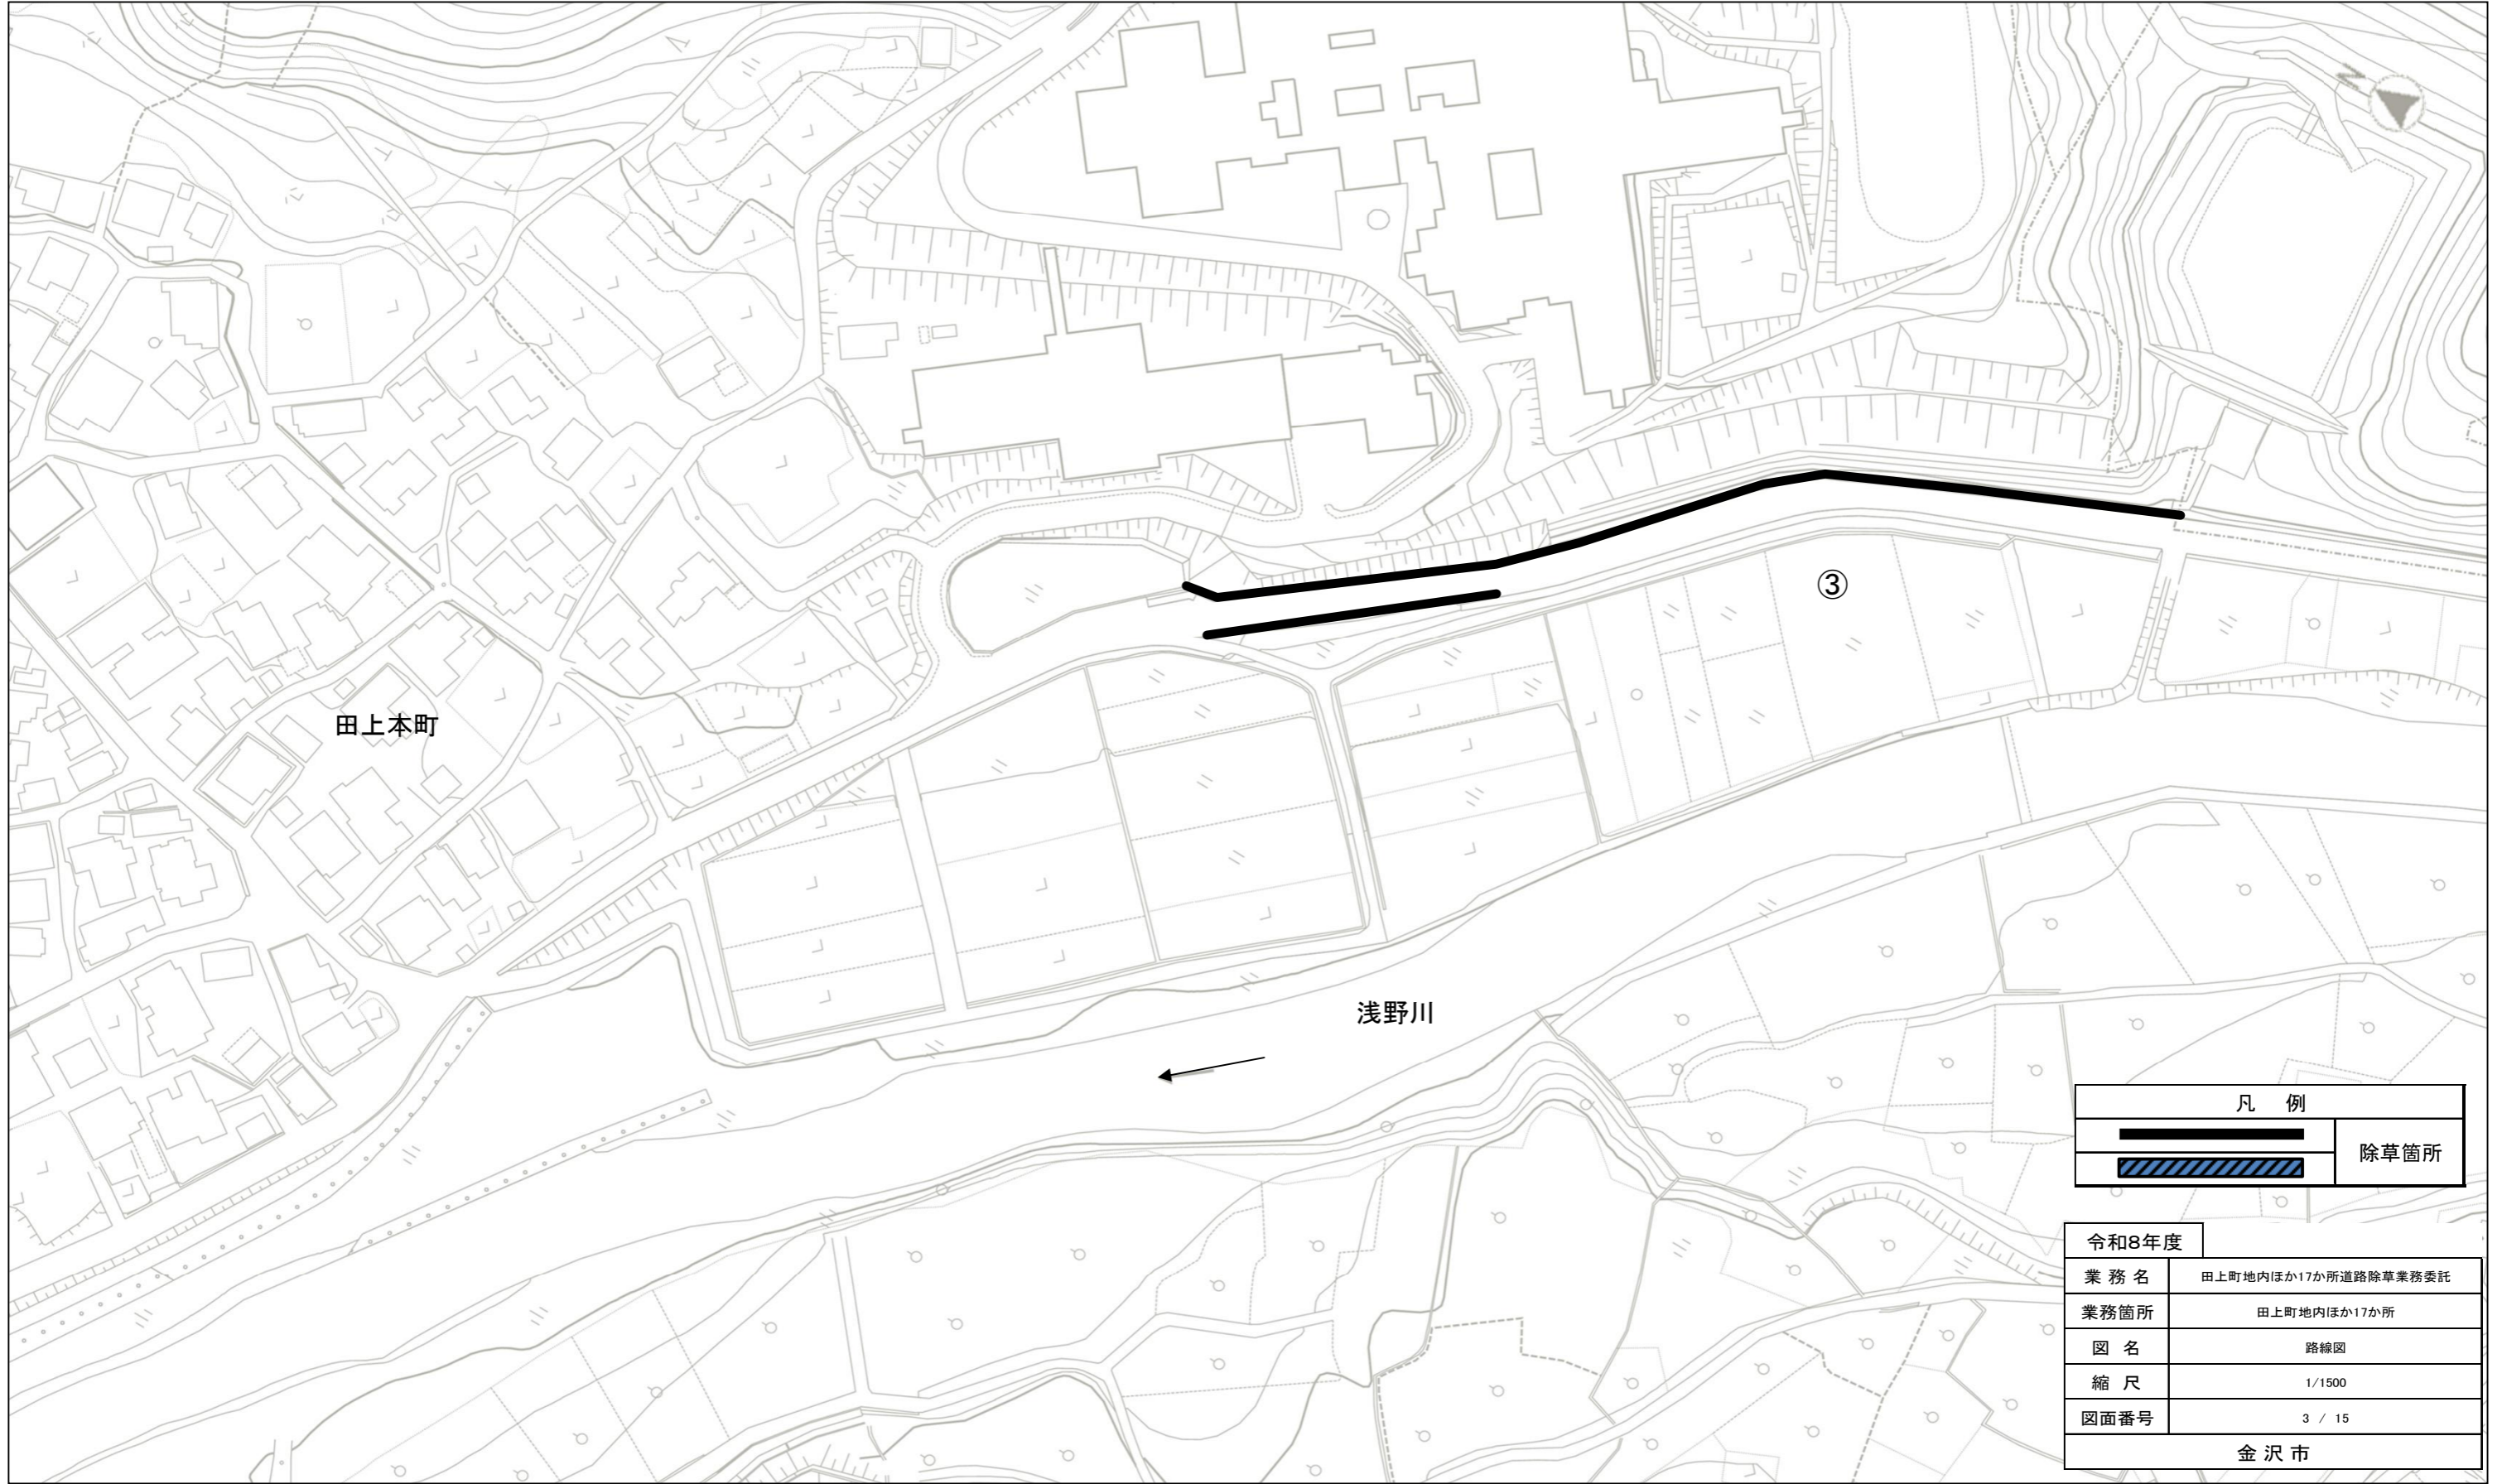 N
③
田上本町
浅野川
凡 例
除草箇所
令和8年度
業務名 田上町地内ほか17か所道路除草業務委託
業務箇所 田上町地内ほか17か所
図名 路線図
縮尺 1/1500
図面番号 3 / 15
金沢市